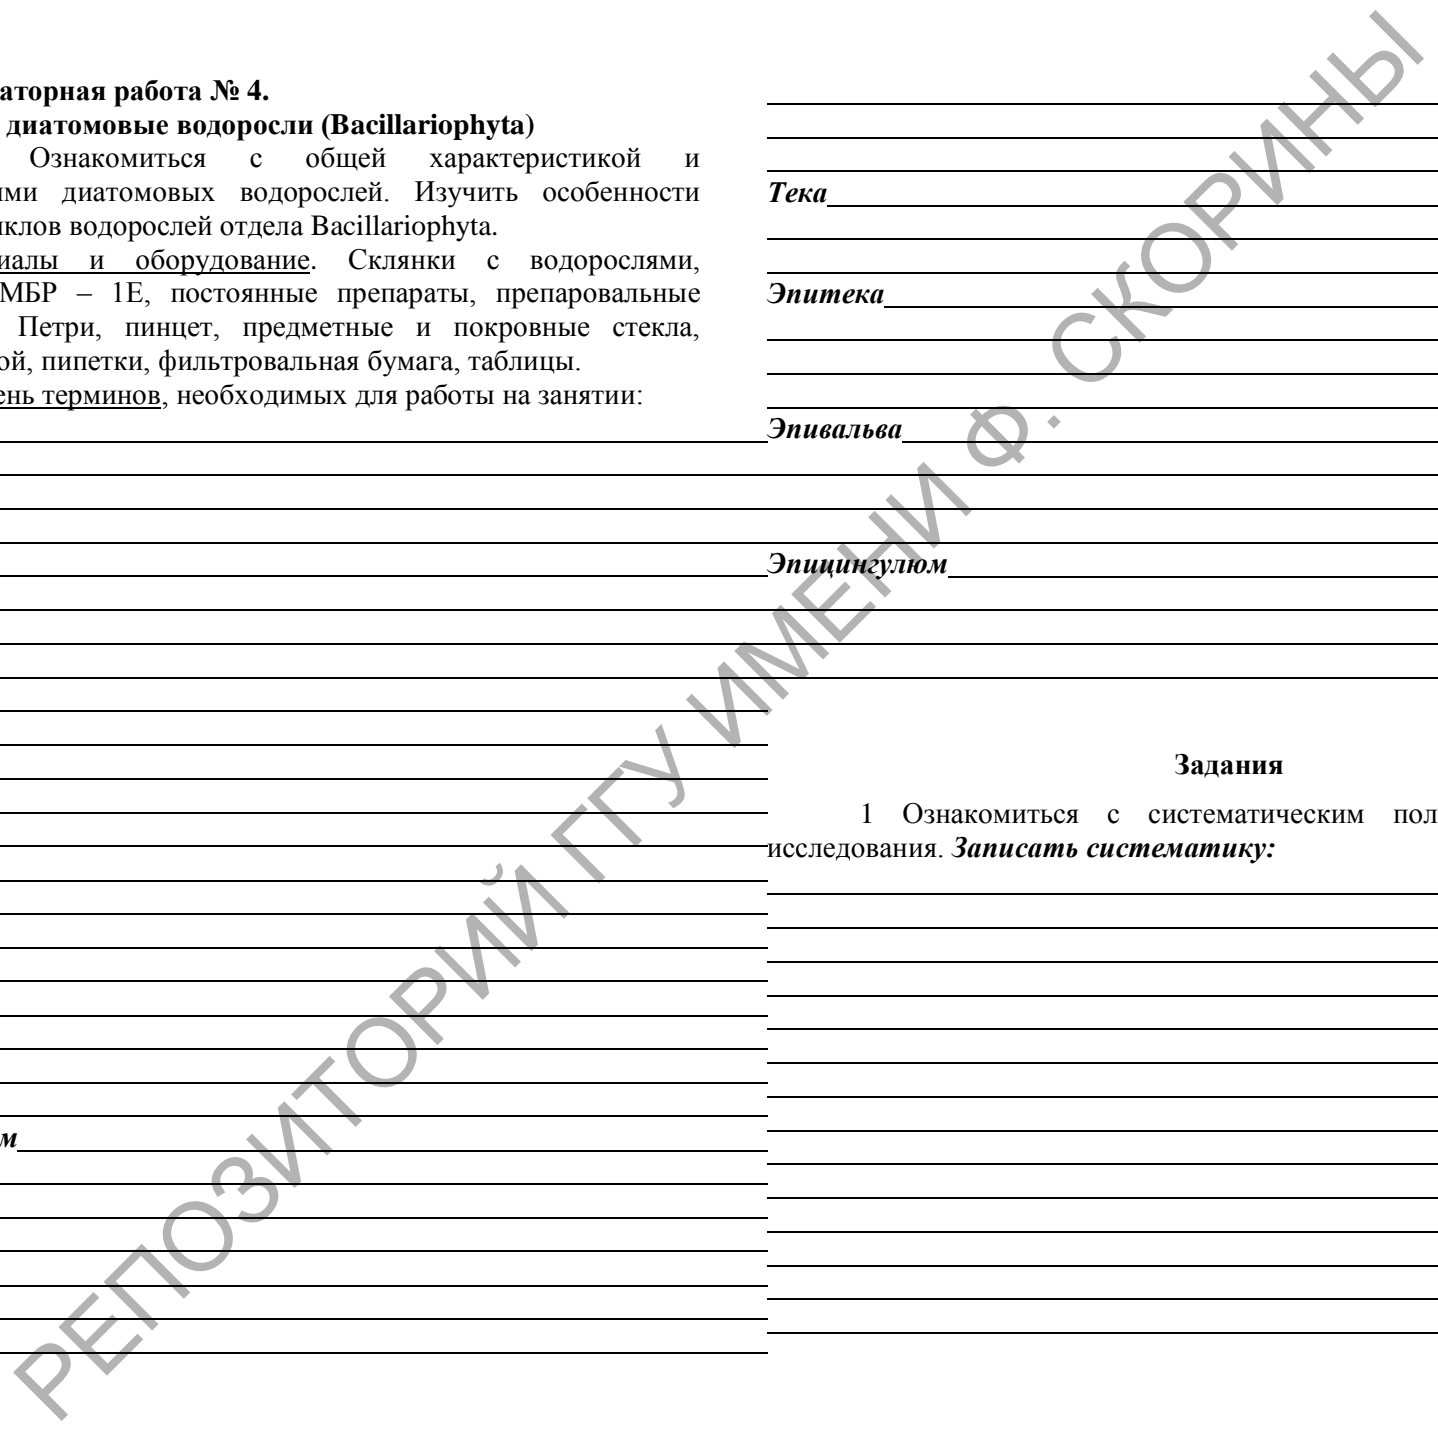 аторная работа № 4.
диатомовые водоросли (Bacillariophyta)
Ознакомиться с общей характеристикой и
ми диатомовых водорослей. Изучить особенности
клов водорослей отдела Bacillariophyta.
иалы и оборудование. Склянки с водорослями,
МБР – 1Е, постоянные препараты, препаровальные
Петри, пинцет, предметные и покровные стекла,
ой, пипетки, фильтровальная бумага, таблицы.
ень терминов, необходимых для работы на занятии:
м
Тека
Эпитека
Эпивальва
Эпицингулюм
Задания
1 Ознакомиться с систематическим пол
исследования. Записать систематику:
РЕПОЗИТОРИЙ ГГУ ИМЕНИ Ф. СКОРИНЫ